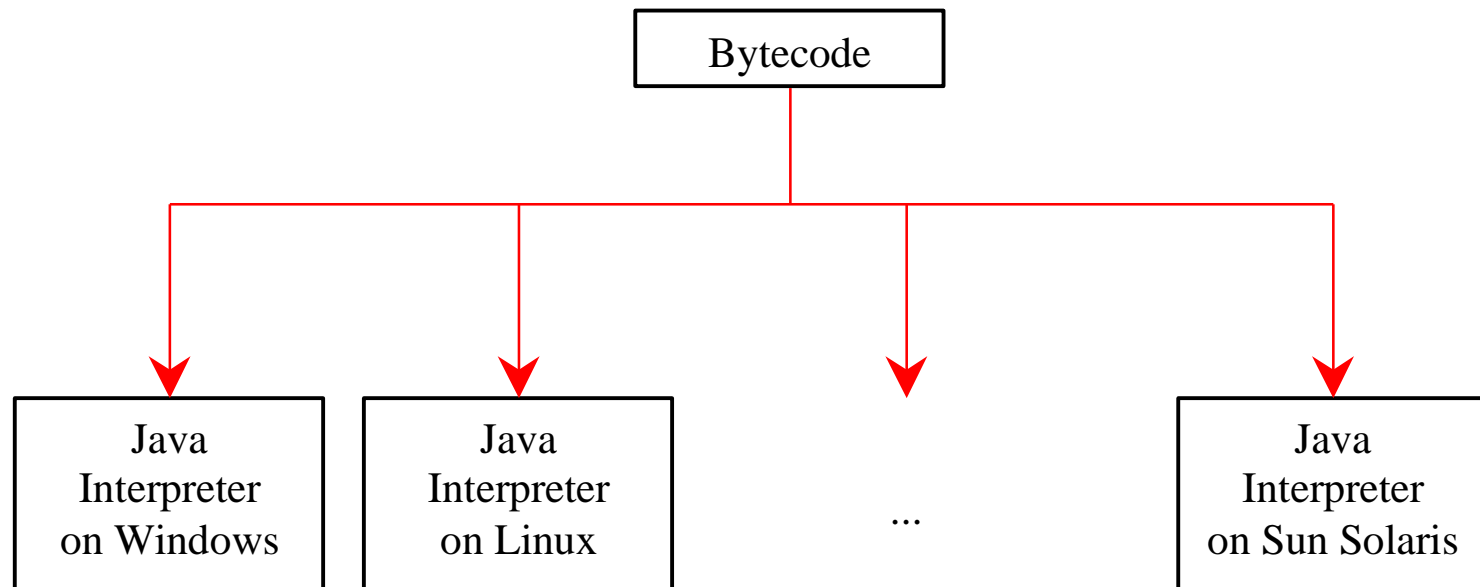 Bytecode
Java
Interpreter
on Windows
Java
Interpreter
on Linux
...
Java
Interpreter
on Sun Solaris